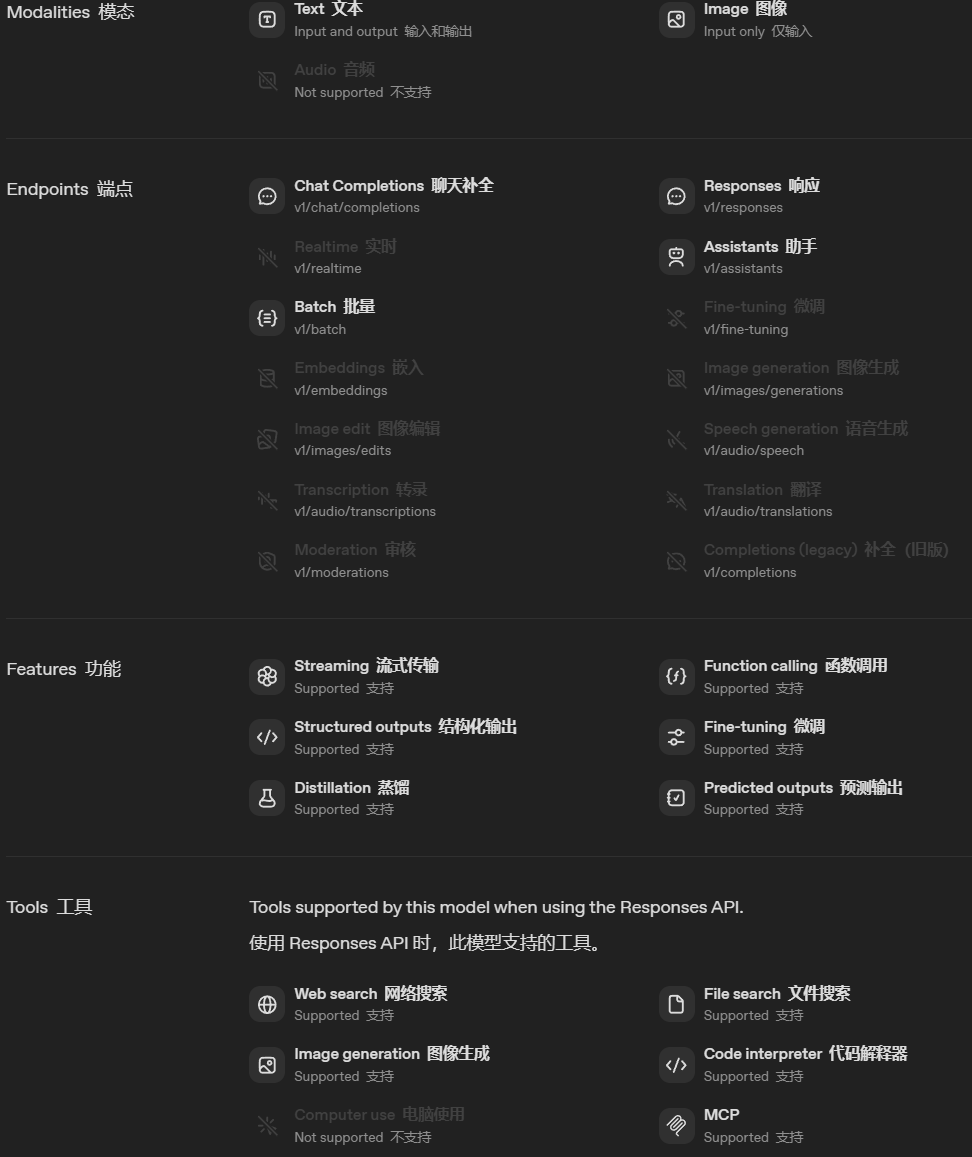 Modalities 模态
Text 文本
Input and output 输入和输出
Image 图像
Input only 仅输入
Audio 音频
Not supported 不支持
Endpoints 端点
Chat Completions 聊天补全
v1/chat/completions
Responses 响应
v1/responses
Realtime 实时
v1/realtime
Assistants 助手
v1/assistants
Batch 批量
v1/batch
Fine-tuning 微调
v1/fine-tuning
Embeddings 嵌入
v1/embeddings
Image generation 图像生成
v1/images/generations
Image edit 图像编辑
v1/images/edits
Speech generation 语音生成
v1/audio/speech
Transcription 转录
v1/audio/transcriptions
Translation 翻译
v1/audio/translations
Moderation 审核
v1/moderations
Completions (legacy) 补全（旧版）
v1/completions
Features 功能
Streaming 流式传输
Supported 支持
Function calling 函数调用
Supported 支持
Structured outputs 结构化输出
Supported 支持
Fine-tuning 微调
Supported 支持
Distillation 蒸馏
Supported 支持
Predicted outputs 预测输出
Supported 支持
Tools 工具
Tools supported by this model when using the Responses API.
使用 Responses API 时，此模型支持的工具。
Web search 网络搜索
Supported 支持
File search 文件搜索
Supported 支持
Image generation 图像生成
Supported 支持
Code interpreter 代码解释器
Supported 支持
Computer use 电脑使用
Not supported 不支持
MCP
Supported 支持